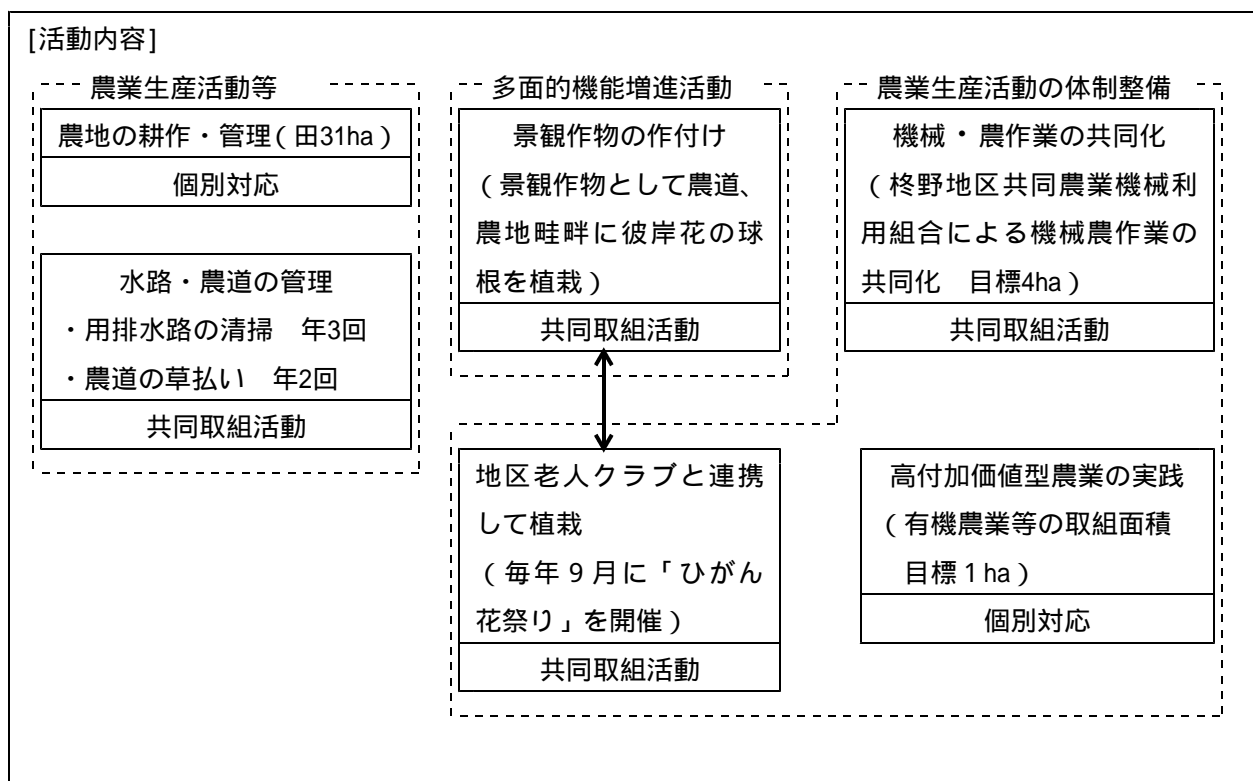 [活動内容]
農業生産活動等
農地の耕作・管理(田31ha)
個別対応
水路・農道の管理
・用排水路の清掃 年3回
・農道の草払い 年2回
共同取組活動
多面的機能増進活動
景観作物の作付け
(景観作物として農道、
農地畦畔に彼岸花の球
根を植栽)
共同取組活動
地区老人クラブと連携
して植栽
(毎年9月に「ひがん
花祭り」を開催)
共同取組活動
農業生産活動の体制整備
機械・農作業の共同化
(柊野地区共同農業機械利
用組合による機械農作業の
共同化 目標4ha)
共同取組活動
高付加価値型農業の実践
(有機農業等の取組面積
目標1ha)
個別対応